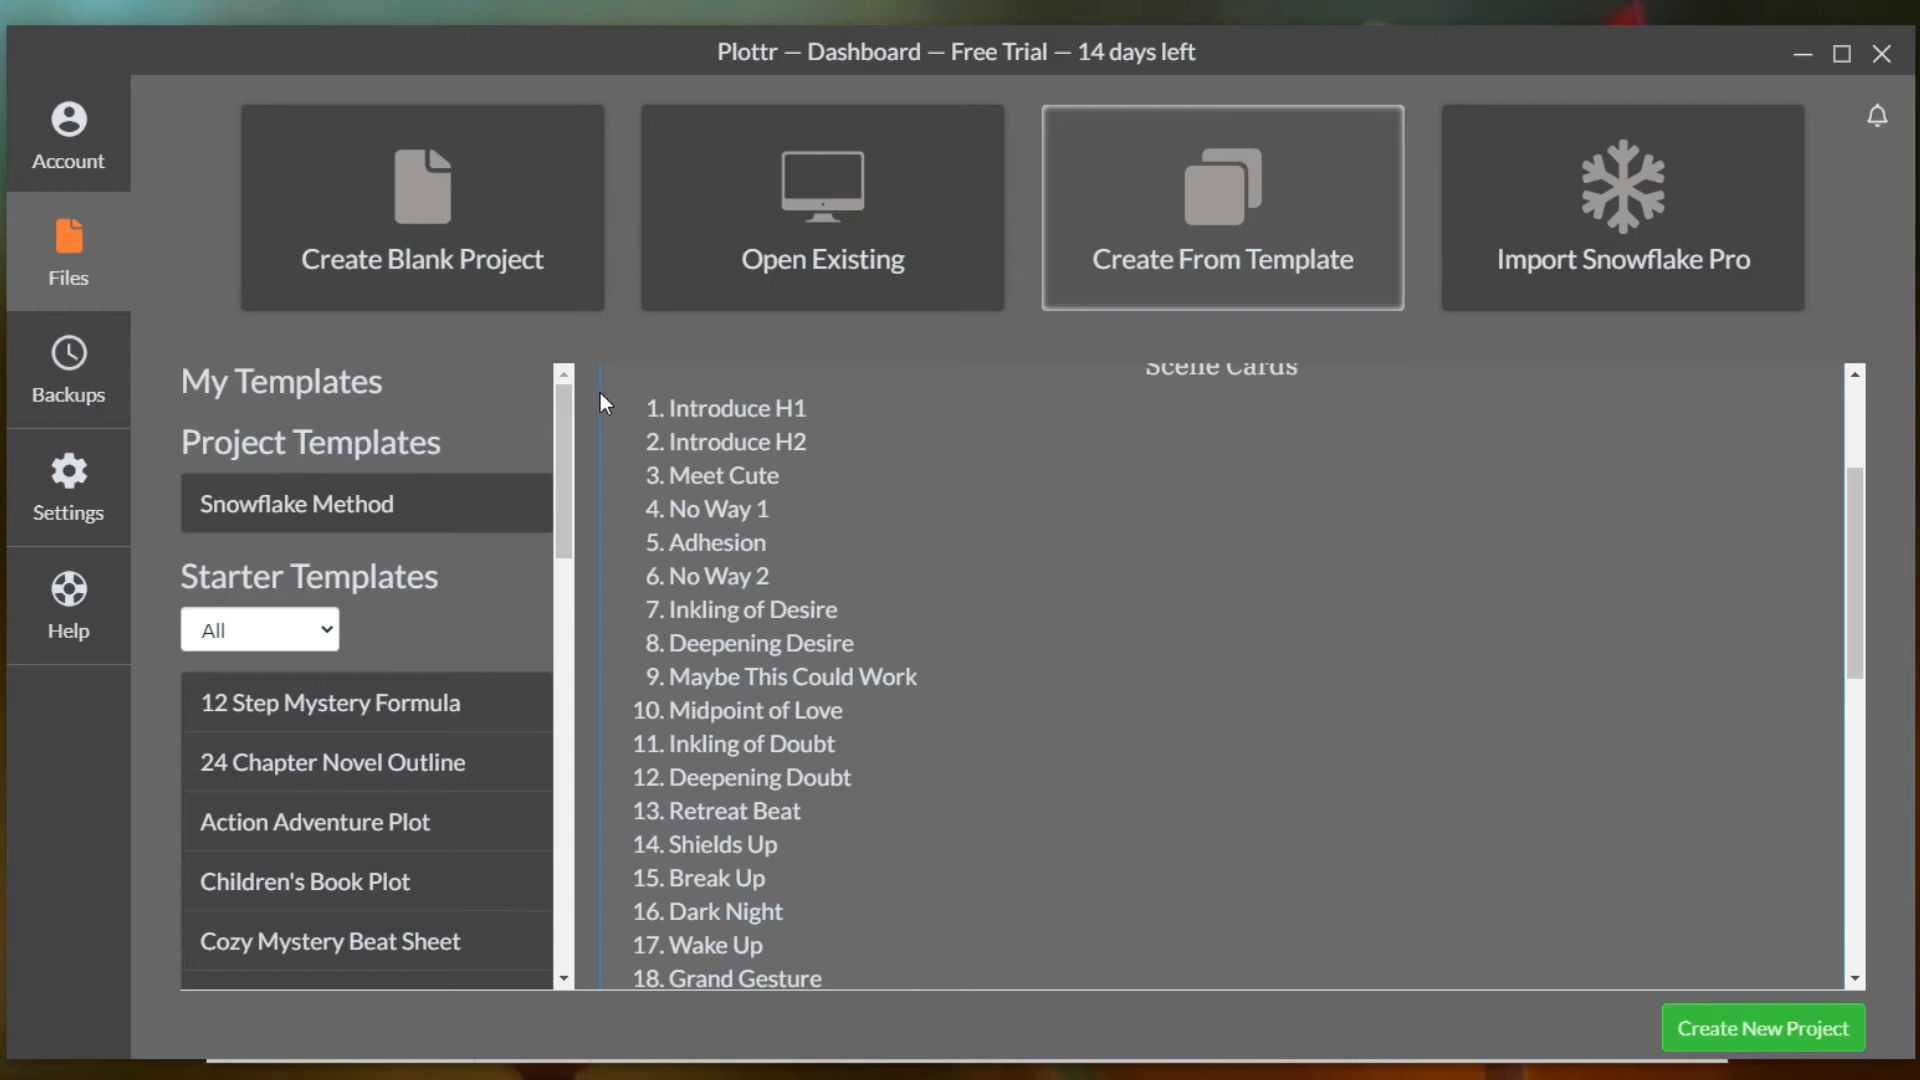 Plottr — Dashboard — Free Trial — 14 days left
Account
Files
Backups
Settings
Help
Create Blank Project
Open Existing
Create From Template
Import Snowflake Pro
My Templates
Project Templates
Snowflake Method
Starter Templates
All
12 Step Mystery Formula
24 Chapter Novel Outline
Action Adventure Plot
Children's Book Plot
Cozy Mystery Beat Sheet
Scene Cards
1. Introduce H1
2. Introduce H2
3. Meet Cute
4. No Way 1
5. Adhesion
6. No Way 2
7. Inkling of Desire
8. Deepening Desire
9. Maybe This Could Work
10. Midpoint of Love
11. Inkling of Doubt
12. Deepening Doubt
13. Retreat Beat
14. Shields Up
15. Break Up
16. Dark Night
17. Wake Up
18. Grand Gesture
Create New Project